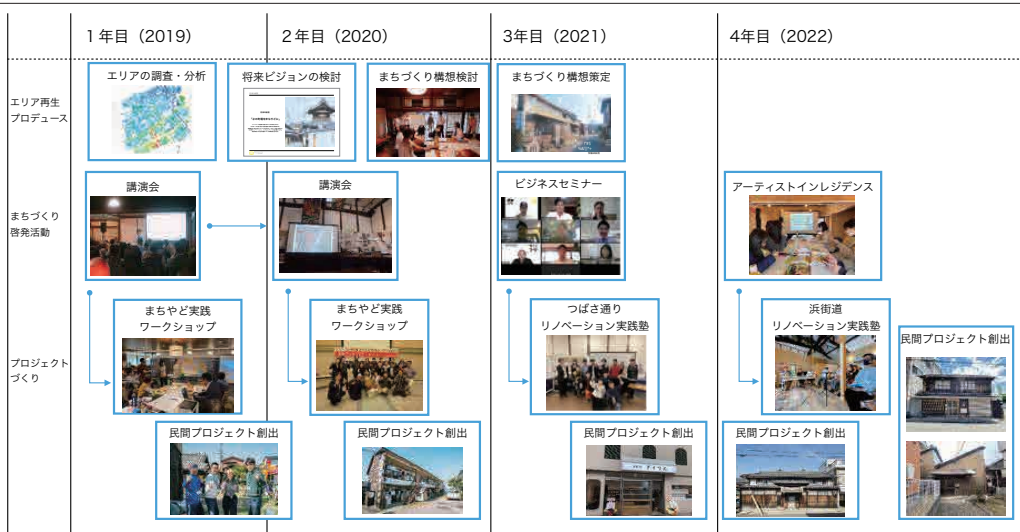 1年目（2019）
2年目（2020）
3年目（2021）
4年目（2022）
エリア再生
プロデュース
エリアの調査・分析
将来ビジョンの検討
まちづくり構想検討
まちづくり構想策定
まちづくり
啓発活動
講演会
講演会
ビジネスセミナー
アーティストインレジデンス
プロジェクト
づくり
まちやど実践
ワークショップ
まちやど実践
ワークショップ
つばさ通り
リノベーション実践塾
浜街道
リノベーション実践塾
民間プロジェクト創出
民間プロジェクト創出
民間プロジェクト創出
民間プロジェクト創出
民間プロジェクト創出